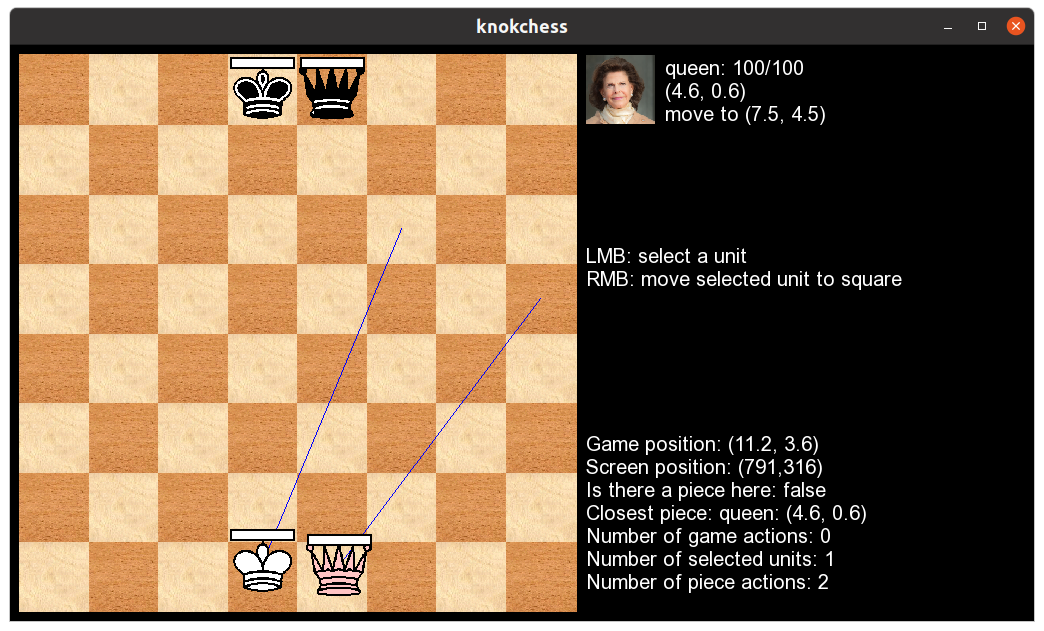 knokchess
queen: 100/100
(4.6, 0.6)
move to (7.5, 4.5)
LMB: select a unit
RMB: move selected unit to square
Game position: (11.2, 3.6)
Screen position: (791,316)
Is there a piece here: false
Closest piece: queen: (4.6, 0.6)
Number of game actions: 0
Number of selected units: 1
Number of piece actions: 2